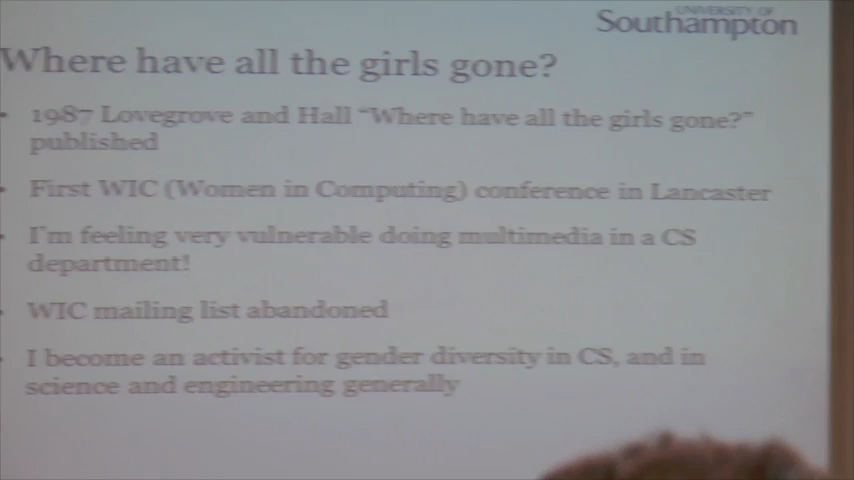 UNIVERSITY OF
Southampton
Where have all the girls gone?
• 1987 Lovegrove and Hall “Where have all the girls gone?”
published
• First WIC (Women in Computing) conference in Lancaster
• I'm feeling very vulnerable doing multimedia in a CS
department!
• WIC mailing list abandoned
• I become an activist for gender diversity in CS, and in
science and engineering generally